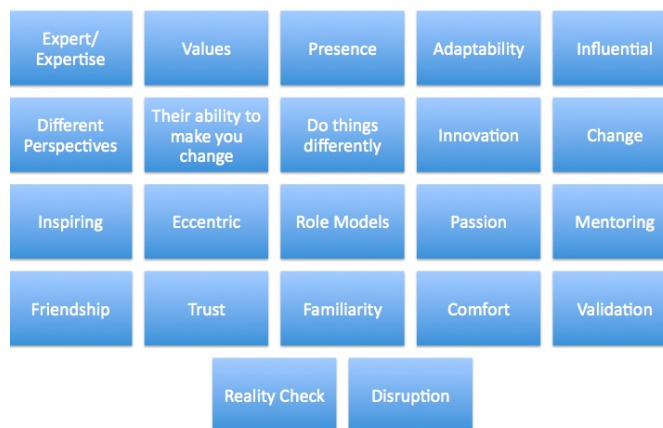 Expert/
Expertise
Values
Presence
Adaptability
Influential
Different
Perspectives
Their ability to
make you
change
Do things
differently
Innovation
Change
Inspiring
Eccentric
Role Models
Passion
Mentoring
Friendship
Trust
Familiarity
Comfort
Validation
Reality Check
Disruption